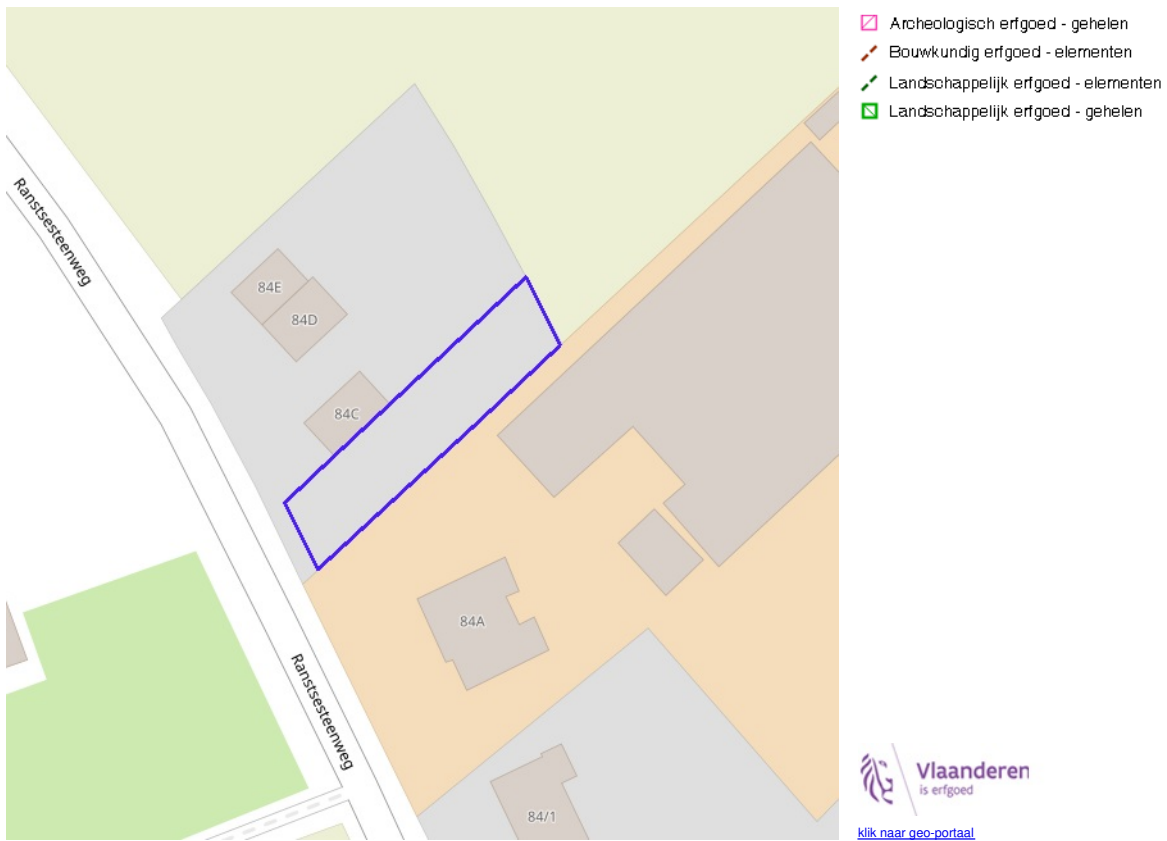 Ranstsesteenweg
84E
84D
84C
84A
Ranstsesteenweg
84/1
Archeologisch erfgoed - gehelen
Bouwkundig erfgoed - elementen
Landschappelijk erfgoed - elementen
Landschappelijk erfgoed - gehelen
Vlaanderen
is erfgoed
klik naar geo-portaal